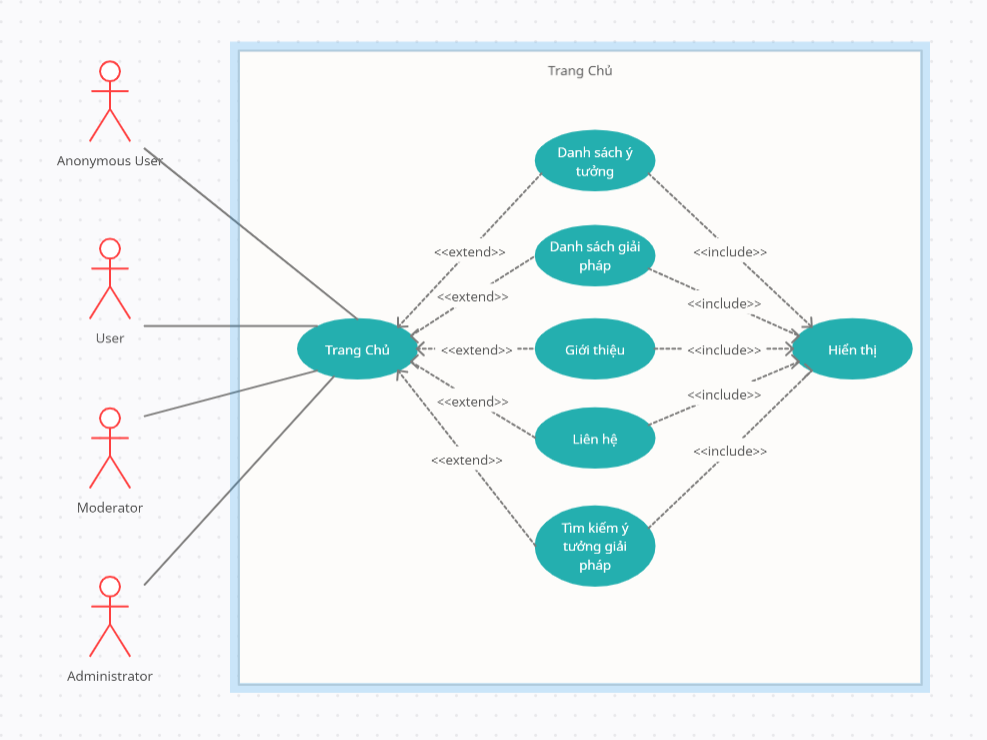 Trang Chủ
Anonymous User
Danh sách ý
tưởng
<<extend>>
<<include>>
Danh sách giải
pháp
<<extend>>
<<include>>
User
Trang Chủ
<<extend>>
Giới thiệu
<<include>>
Hiển thị
<<extend>>
<<include>>
Liên hệ
<<extend>>
<<include>>
Moderator
Tìm kiếm ý
tưởng giải
pháp
Administrator